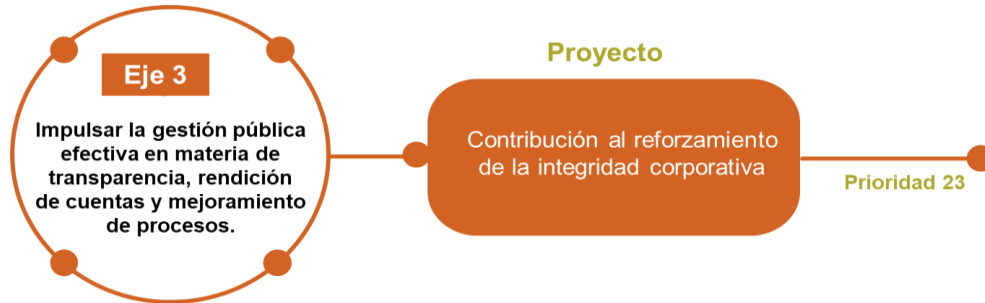 Eje 3
Impulsar la gestión pública
efectiva en materia de
transparencia, rendición
de cuentas y mejoramiento
de procesos.
Proyecto
Contribución al reforzamiento
de la integridad corporativa
Prioridad 23